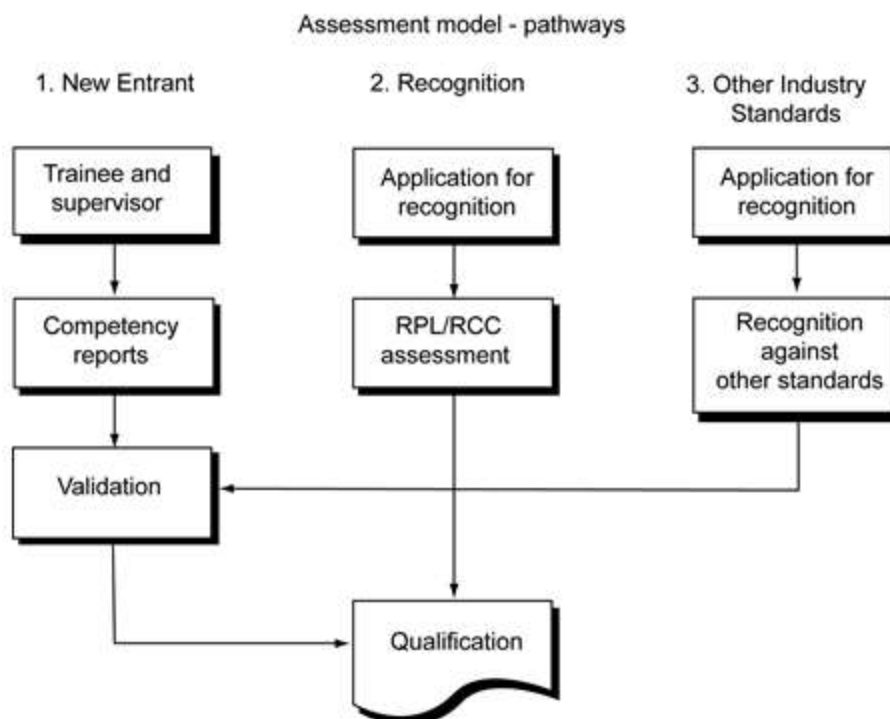 Assessment model - pathways
1. New Entrant
2. Recognition
3. Other Industry
Standards
Trainee and
supervisor
Application for
recognition
Application for
recognition
Competency
reports
RPL/RCC
assessment
Recognition
against
other standards
Validation
Qualification